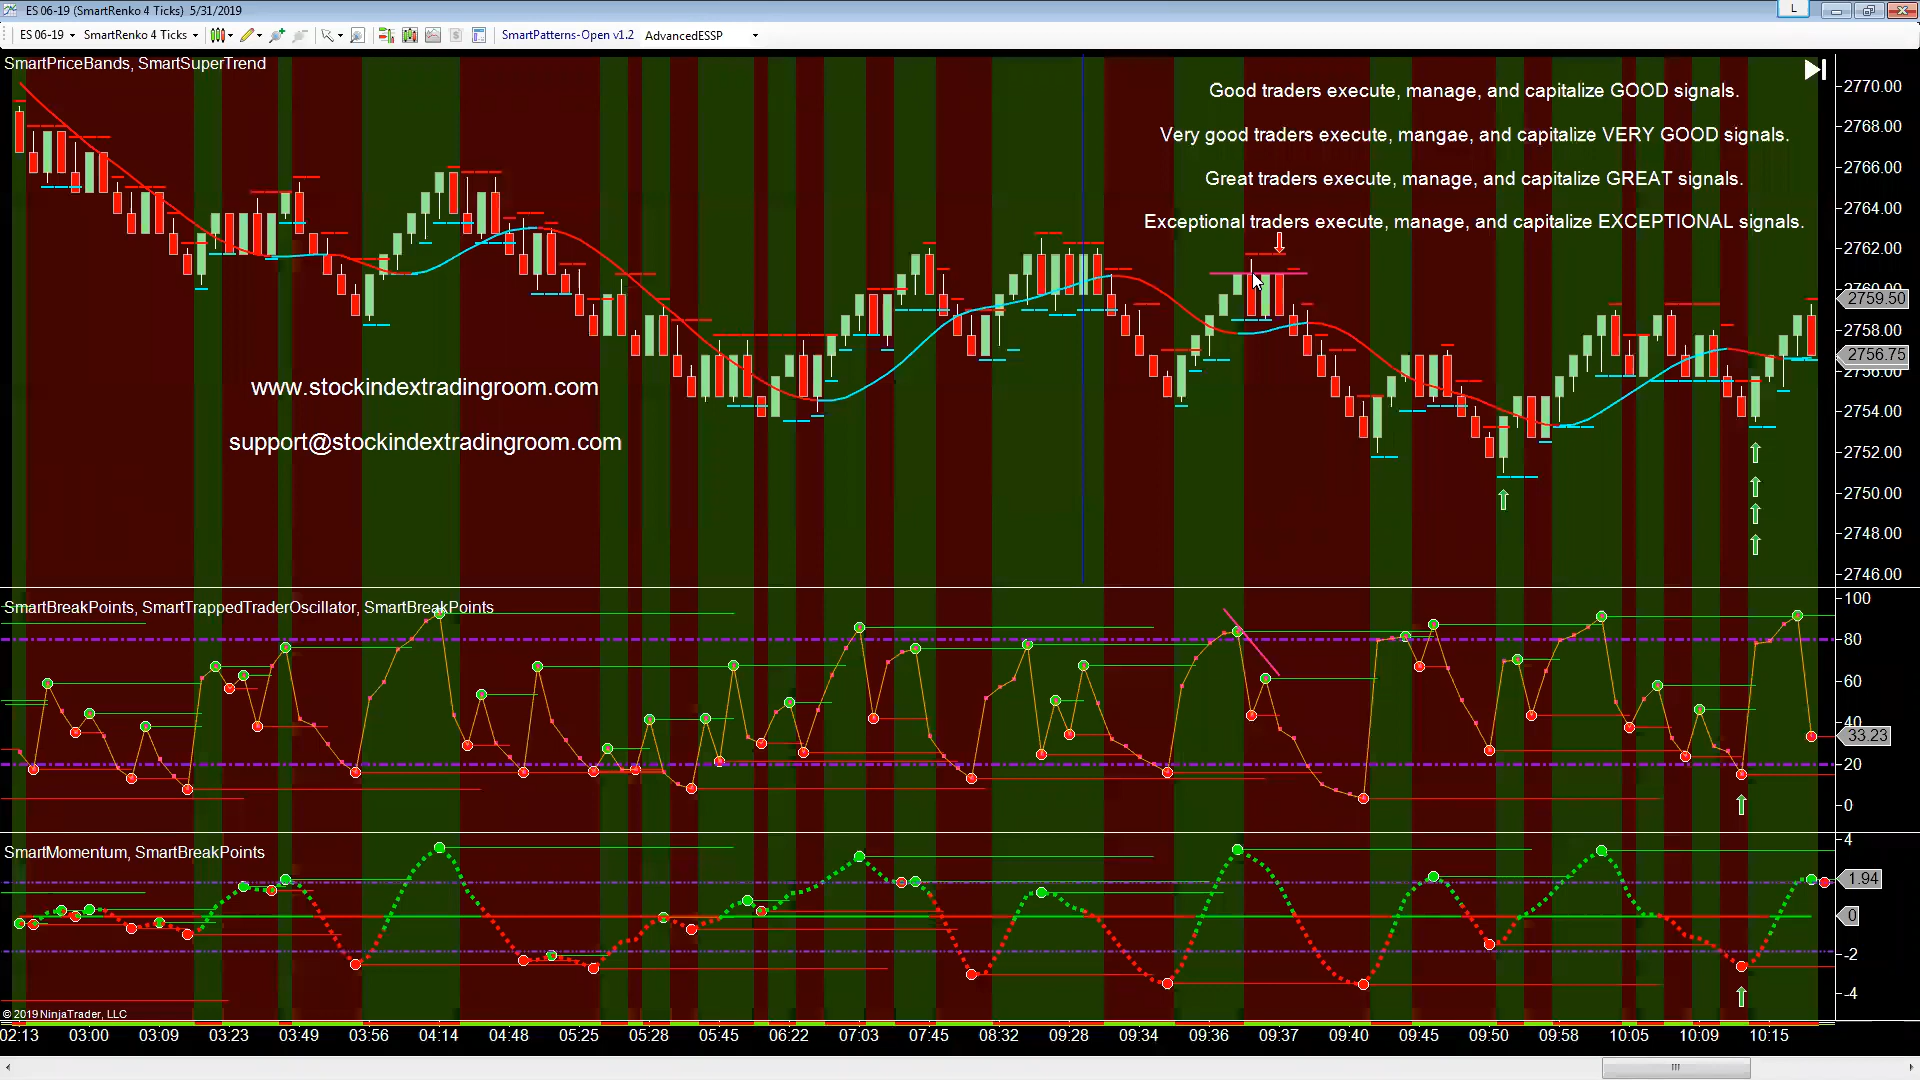 ES 06-19 (SmartRenko 4 Ticks)  5/31/2019
L
ES 06-19 SmartRenko 4 Ticks SmartPatterns-Open v1.2 AdvancedESSP
SmartPriceBands, SmartSuperTrend
Good traders execute, manage, and capitalize GOOD signals.
Very good traders execute, mangae, and capitalize VERY GOOD signals.
Great traders execute, manage, and capitalize GREAT signals.
Exceptional traders execute, manage, and capitalize EXCEPTIONAL signals.
www.stockindextradingroom.com
support@stockindextradingroom.com
2770.00
2768.00
2766.00
2764.00
2762.00
2760.00
2759.50
2758.00
2756.75
2756.00
2754.00
2752.00
2750.00
2748.00
2746.00
SmartBreakPoints, SmartTrappedTraderOscillator, SmartBreakPoints
100
80
60
40
33.23
20
0
SmartMomentum, SmartBreakPoints
4
1.94
0
-2
-4
© 2019 NinjaTrader, LLC
02:13 03:00 03:09 03:23 03:49 03:56 04:14 04:48 05:25 05:28 06:22 07:03 07:45 08:32 09:28 09:34 09:36 09:37 09:40 09:45 09:50 09:58 10:05 10:09 10:15